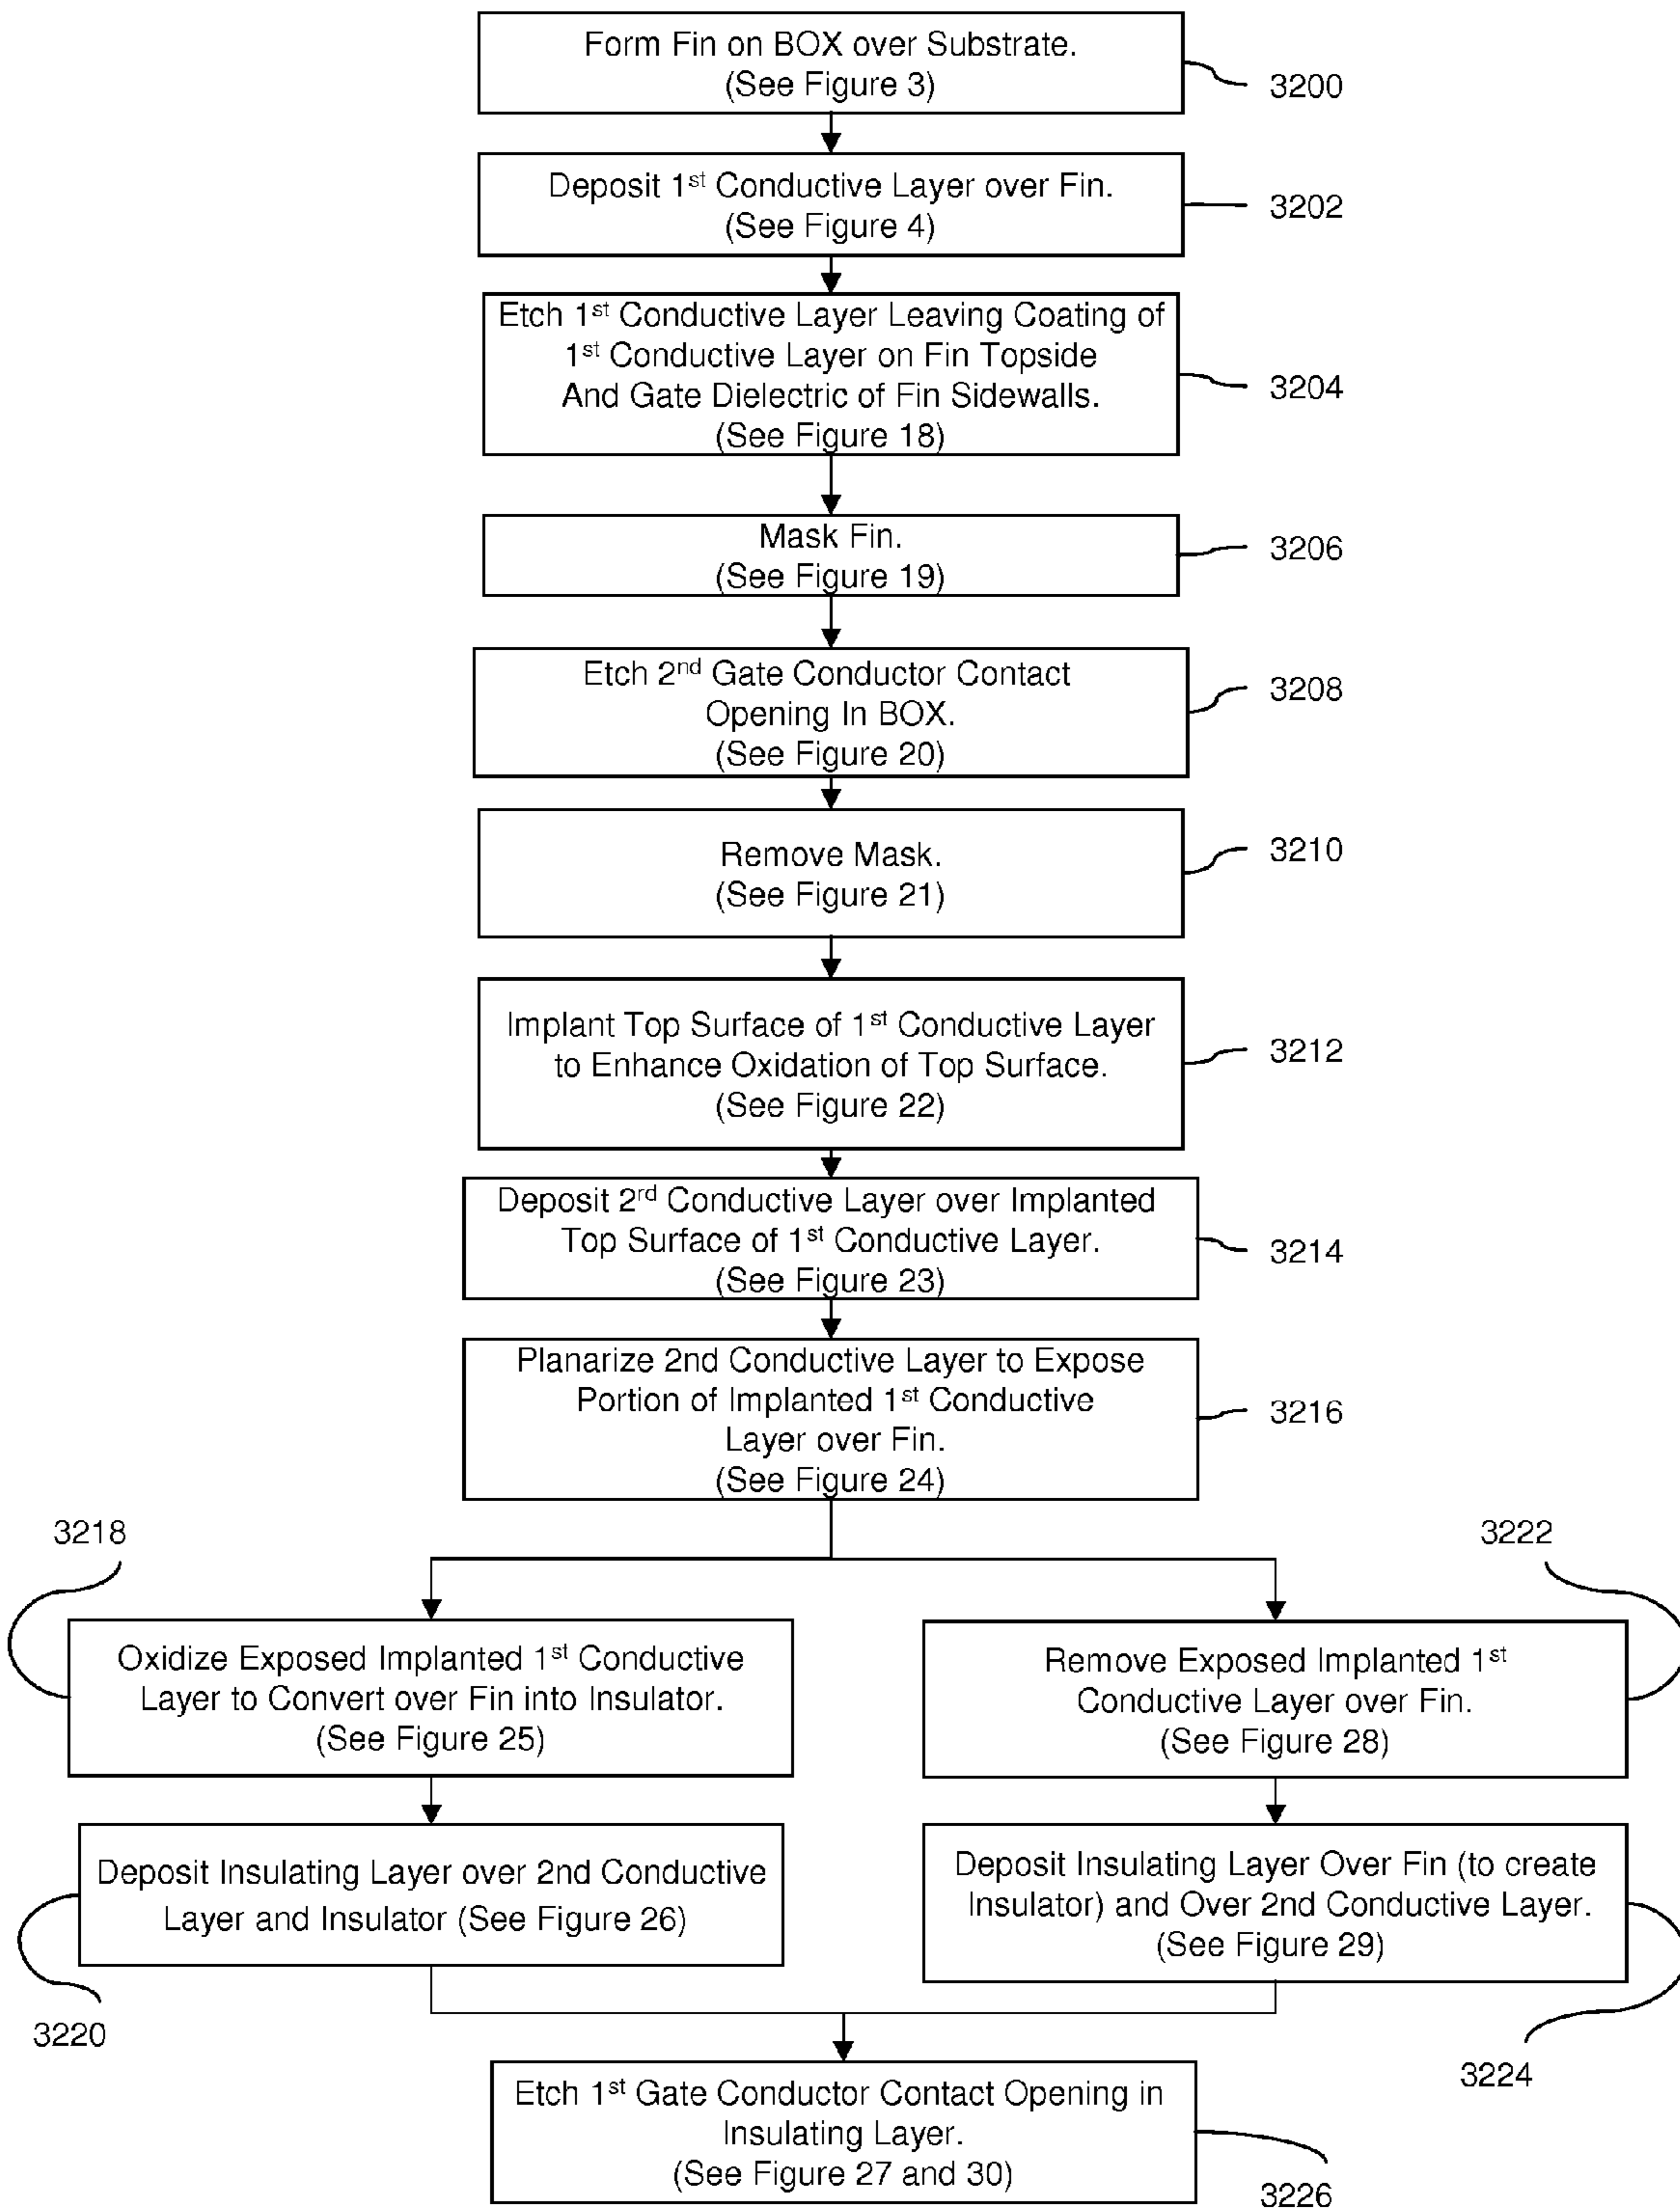 Form Fin on BOX over Substrate.
(See Figure 3)
3200
Deposit 1st Conductive Layer over Fin.
(See Figure 4)
3202
Etch 1st Conductive Layer Leaving Coating of
1st Conductive Layer on Fin Topside
And Gate Dielectric of Fin Sidewalls.
(See Figure 18)
3204
Mask Fin.
(See Figure 19)
3206
Etch 2nd Gate Conductor Contact
Opening In BOX.
(See Figure 20)
3208
Remove Mask.
(See Figure 21)
3210
Implant Top Surface of 1st Conductive Layer
to Enhance Oxidation of Top Surface.
(See Figure 22)
3212
Deposit 2rd Conductive Layer over Implanted
Top Surface of 1st Conductive Layer.
(See Figure 23)
3214
Planarize 2nd Conductive Layer to Expose
Portion of Implanted 1st Conductive
Layer over Fin.
(See Figure 24)
3216
3218
Oxidize Exposed Implanted 1st Conductive
Layer to Convert over Fin into Insulator.
(See Figure 25)
3222
Remove Exposed Implanted 1st
Conductive Layer over Fin.
(See Figure 28)
Deposit Insulating Layer over 2nd Conductive
Layer and Insulator (See Figure 26)
3220
Deposit Insulating Layer Over Fin (to create
Insulator) and Over 2nd Conductive Layer.
(See Figure 29)
3224
Etch 1st Gate Conductor Contact Opening in
Insulating Layer.
(See Figure 27 and 30)
3226